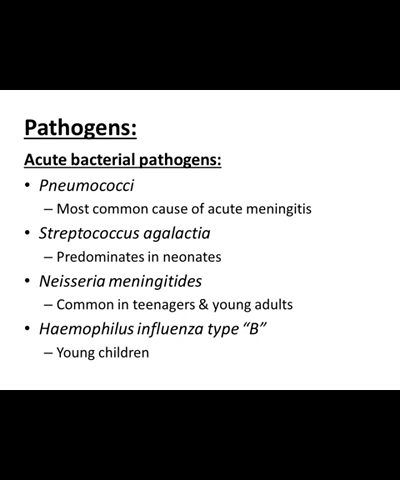 Pathogens:
Acute bacterial pathogens:
• Pneumococci
– Most common cause of acute meningitis
• Streptococcus agalactia
– Predominates in neonates
• Neisseria meningitides
– Common in teenagers & young adults
• Haemophilus influenza type “B”
– Young children